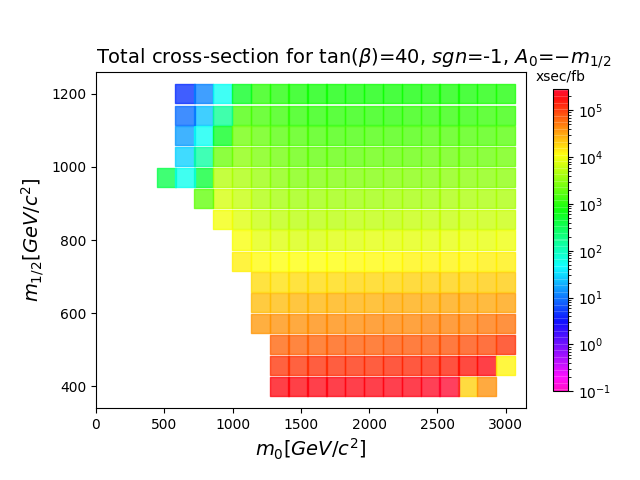 Total cross-section for tan(β)=40, sgn=-1, A₀=−m₁/₂
xsec/fb
1200
1000
800
600
400
m₁/₂[GeV/c²]
0 500 1000 1500 2000 2500 3000
m₀[GeV/c²]
10⁵
10⁴
10³
10²
10¹
10⁰
10⁻¹